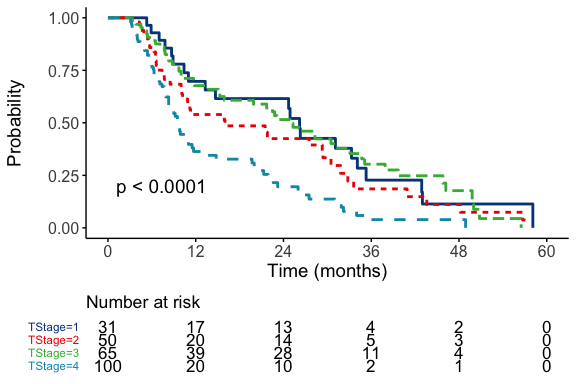 1.00
0.75
0.50
0.25
0.00
Probability
p < 0.0001
0 12 24 36 48 60
Time (months)
Number at risk
TStage=1 31 17 13 4 2 0
TStage=2 50 20 14 5 3 0
TStage=3 65 39 28 11 4 0
TStage=4 100 20 10 2 1 0